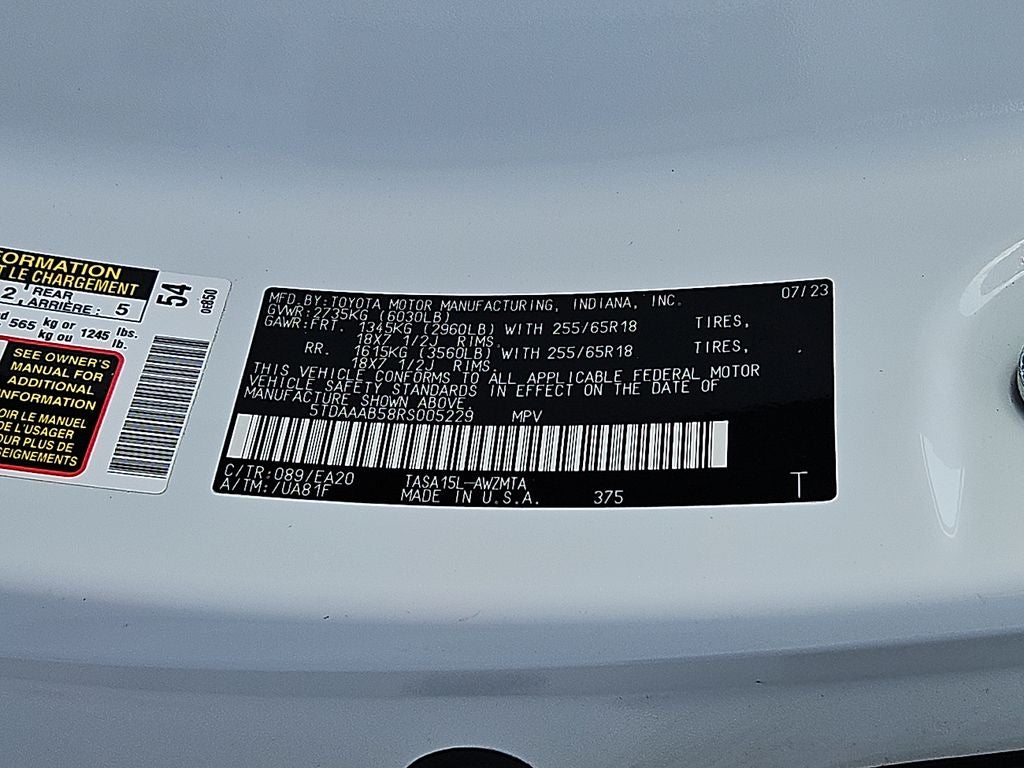 ORMATION
T LE CHARGEMENT
2, REAR
ARRIÈRE : 5
565 kg or 1245 lbs.
kg ou lb.
SEE OWNER'S
MANUAL FOR
ADDITIONAL
INFORMATION
OIR LE MANUEL
DE L'USAGER
OUR PLUS DE
SEIGNEMENTS
54
0E850
MFD. BY: TOYOTA MOTOR MANUFACTURING, INDIANA, INC. 07/23
GVWR: 2735KG (6030LB)
GAWR: FRT. 1345KG (2960LB) WITH 255/65R18 TIRES,
18X7 1/2J RIMS,
RR. 1615KG (3560LB) WITH 255/65R18 TIRES,
18X7 1/2J RIMS.
THIS VEHICLE CONFORMS TO ALL APPLICABLE FEDERAL MOTOR
VEHICLE SAFETY STANDARDS IN EFFECT ON THE DATE OF
MANUFACTURE SHOWN ABOVE
5TDAAAB58RS005229 MPV
C/TR: 089/EA20 TASA15L-AWZMTA
A/TM: /UA81F MADE IN U.S.A. 375 T